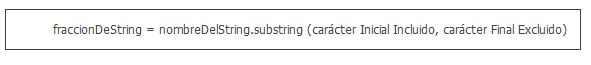 fraccionDeString = nombreDelString.substring (carácter Inicial Incluido, carácter Final Excluido)